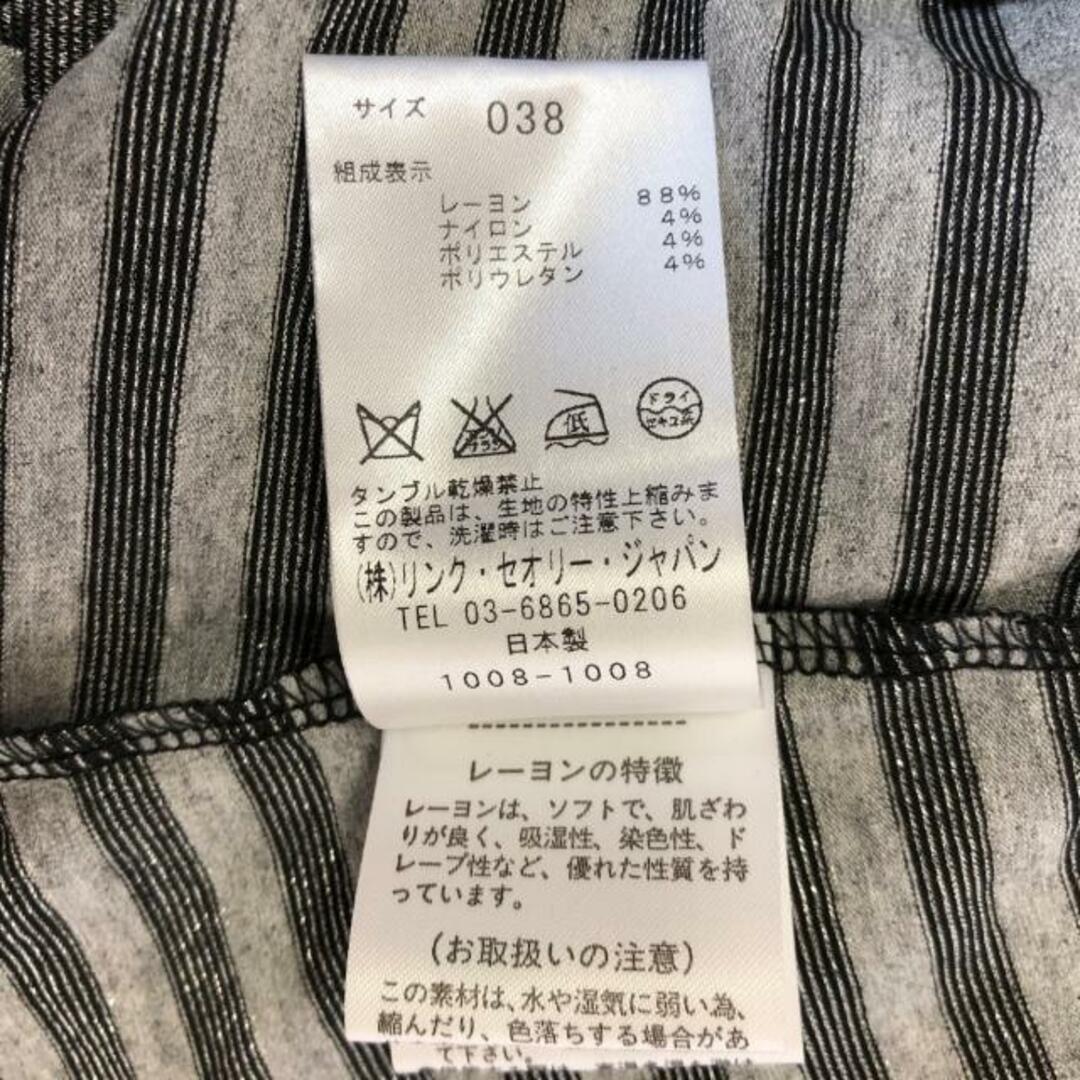 サイズ 038
組成表示
レーヨン 88%
ナイロン 4%
ポリエステル 4%
ポリウレタン 4%
エンソ
サラシ
低
ドライ
セキユ系
タンブル乾燥禁止
この製品は、生地の特性上縮みま
すので、洗濯時はご注意下さい。
(株)リンク・セオリー・ジャパン
TEL 03-6865-0206
日本製
1008-1008
レーヨンの特徴
レーヨンは、ソフトで、肌ざわ
りが良く、吸湿性、染色性、ド
レープ性など、優れた性質を持
っています。
(お取扱いの注意)
この素材は、水や湿気に弱い為、
縮んだり、色落ちする場合があ
て下さい。